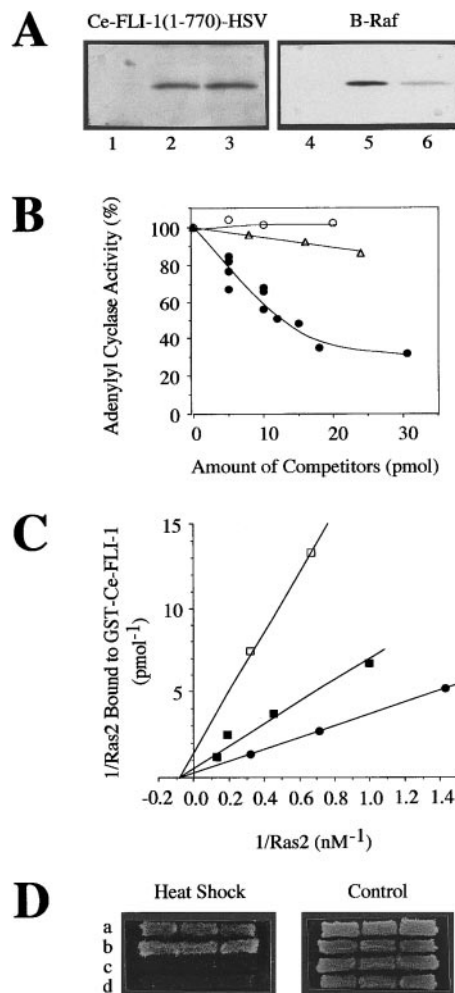 A
Ce-FLI-1(1-770)-HSV
B-Raf
1 2 3 4 5 6
B
Adenylyl Cyclase Activity (%)
100
80
60
40
20
0
0 10 20 30
Amount of Competitors (pmol)
C
1/Ras2 Bound to GST-Ce-FLI-1
(pmol-1)
15
10
5
-0.2 0.0 0.2 0.4 0.6 0.8 1.0 1.2 1.4
1/Ras2 (nM-1)
D
Heat Shock
Control
a
b
c
d